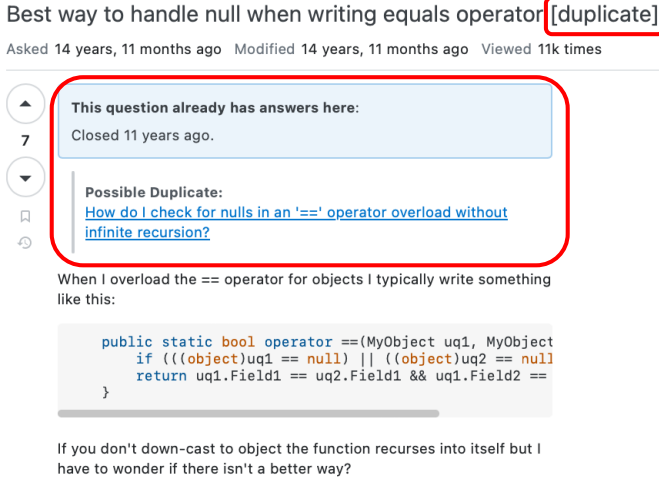 Best way to handle null when writing equals operator [duplicate]
Asked 14 years, 11 months ago Modified 14 years, 11 months ago Viewed 11k times
This question already has answers here:
Closed 11 years ago.
7
Possible Duplicate:
How do I check for nulls in an '==' operator overload without
infinite recursion?
When I overload the == operator for objects I typically write something
like this:
public static bool operator ==(MyObject uq1, MyObject
if (((object)uq1 == null) || ((object)uq2 == null
return uq1.Field1 == uq2.Field1 && uq1.Field2 ==
}
If you don't down-cast to object the function recurses into itself but I
have to wonder if there isn't a better way?